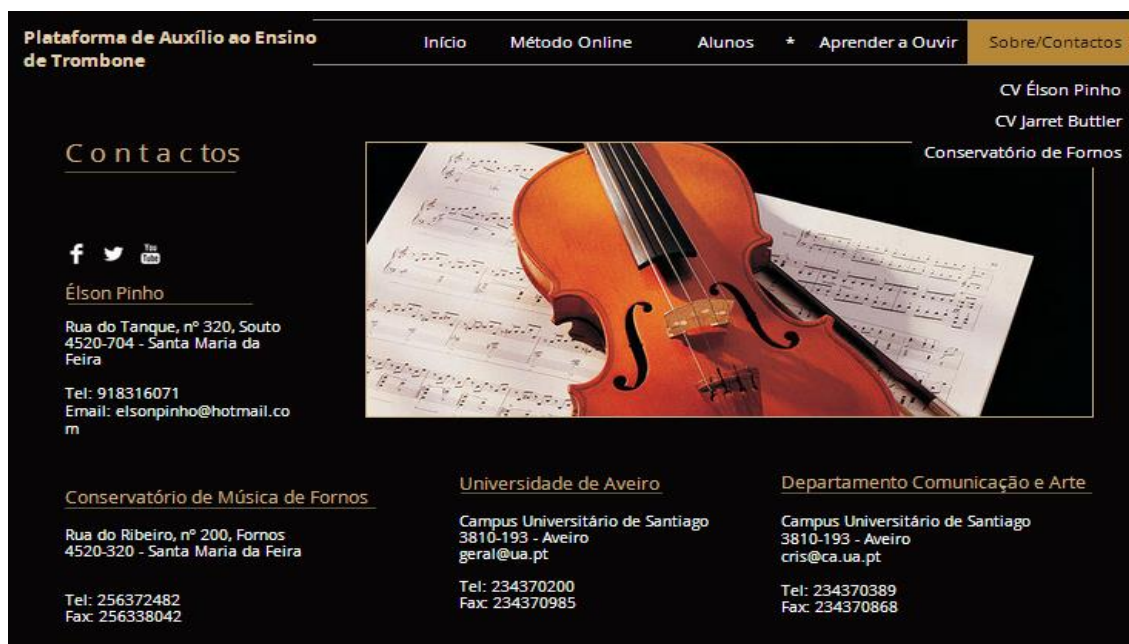 Plataforma de Auxílio ao Ensino
de Trombone
Início Método Online Alunos * Aprender a Ouvir Sobre/Contactos
CV Élson Pinho
CV Jarret Buttler
Conservatório de Fornos
Contactos
You
Tube
Élson Pinho
Rua do Tanque, nº 320, Souto
4520-704 - Santa Maria da
Feira
Tel: 918316071
Email: elsonpinho@hotmail.co
m
Conservatório de Música de Fornos
Rua do Ribeiro, nº 200, Fornos
4520-320 - Santa Maria da Feira
Tel: 256372482
Fax: 256338042
Universidade de Aveiro
Campus Universitário de Santiago
3810-193 - Aveiro
geral@ua.pt
Tel: 234370200
Fax: 234370985
Departamento Comunicação e Arte
Campus Universitário de Santiago
3810-193 - Aveiro
cris@ca.ua.pt
Tel: 234370389
Fax: 234370868